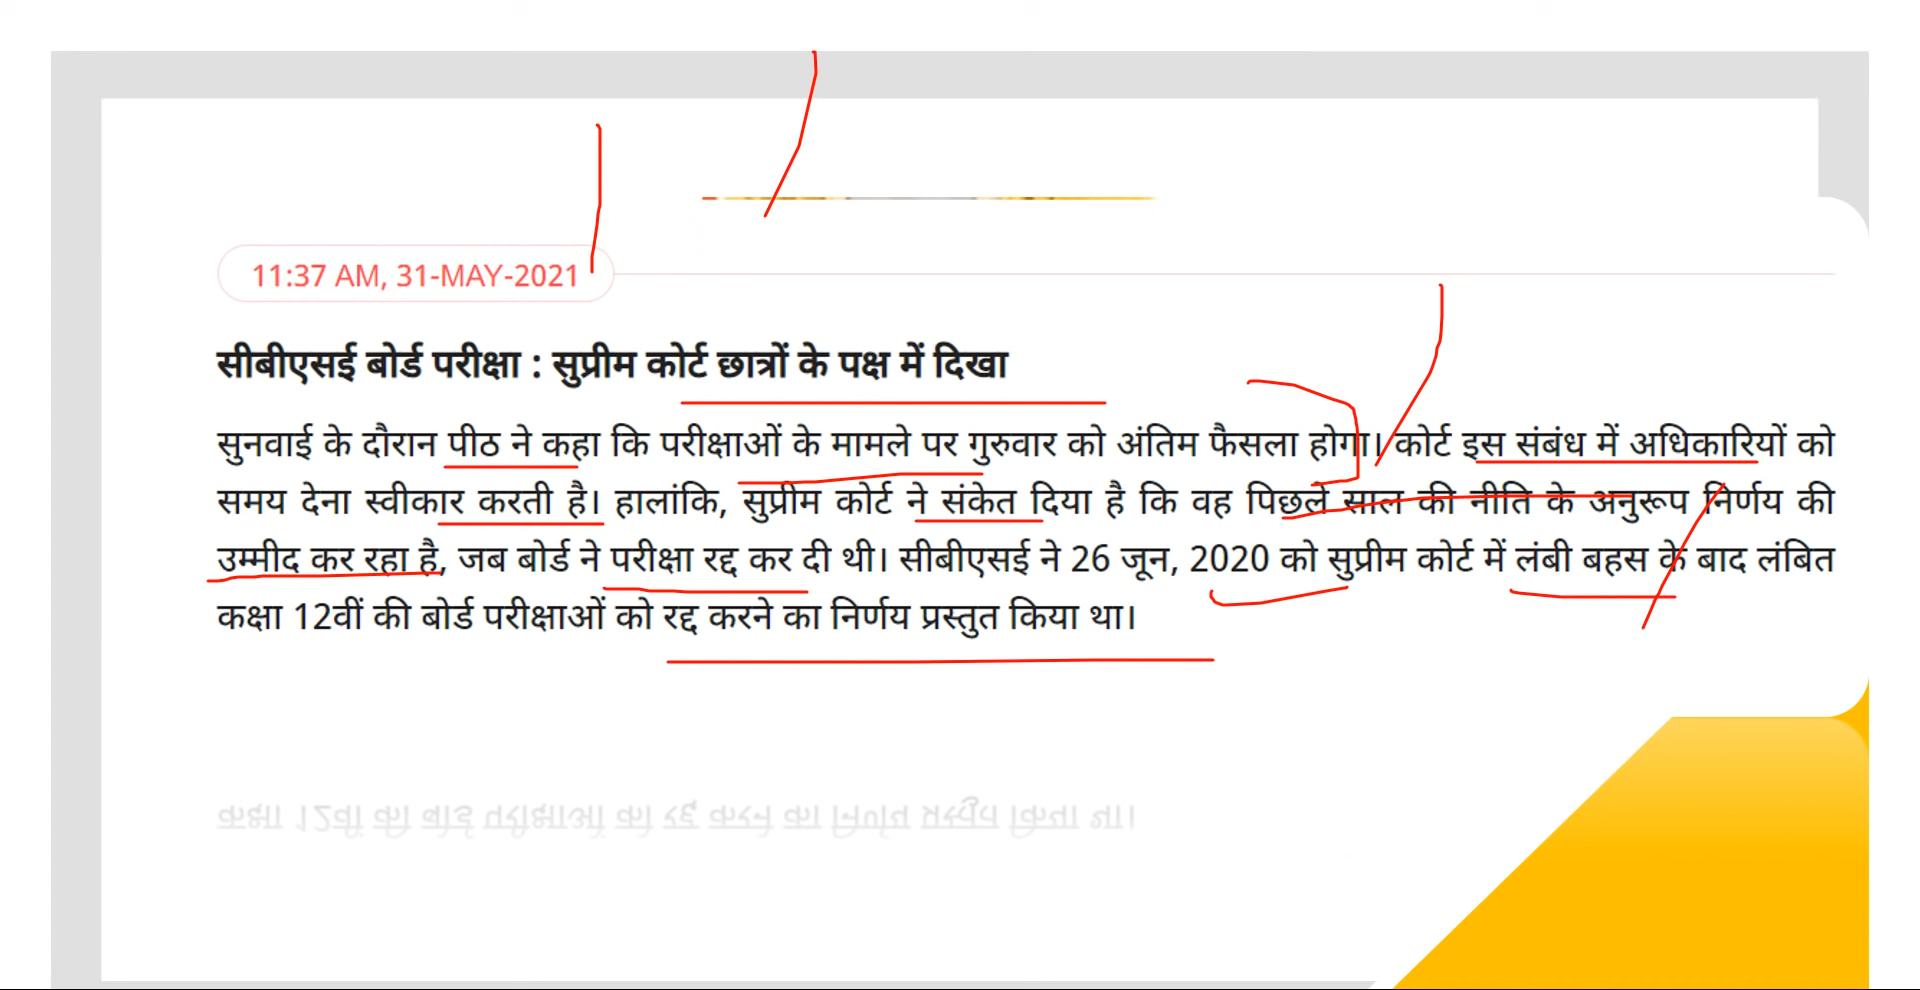 11:37 AM, 31-MAY-2021
सीबीएसई बोर्ड परीक्षा : सुप्रीम कोर्ट छात्रों के पक्ष में दिखा
सुनवाई के दौरान पीठ ने कहा कि परीक्षाओं के मामले पर गुरुवार को अंतिम फैसला होगा। कोर्ट इस संबंध में अधिकारियों को
समय देना स्वीकार करती है। हालांकि, सुप्रीम कोर्ट ने संकेत दिया है कि वह पिछले साल की नीति के अनुरूप निर्णय की
उम्मीद कर रहा है, जब बोर्ड ने परीक्षा रद्द कर दी थी। सीबीएसई ने 26 जून, 2020 को सुप्रीम कोर्ट में लंबी बहस के बाद लंबित
कक्षा 12वीं की बोर्ड परीक्षाओं को रद्द करने का निर्णय प्रस्तुत किया था।